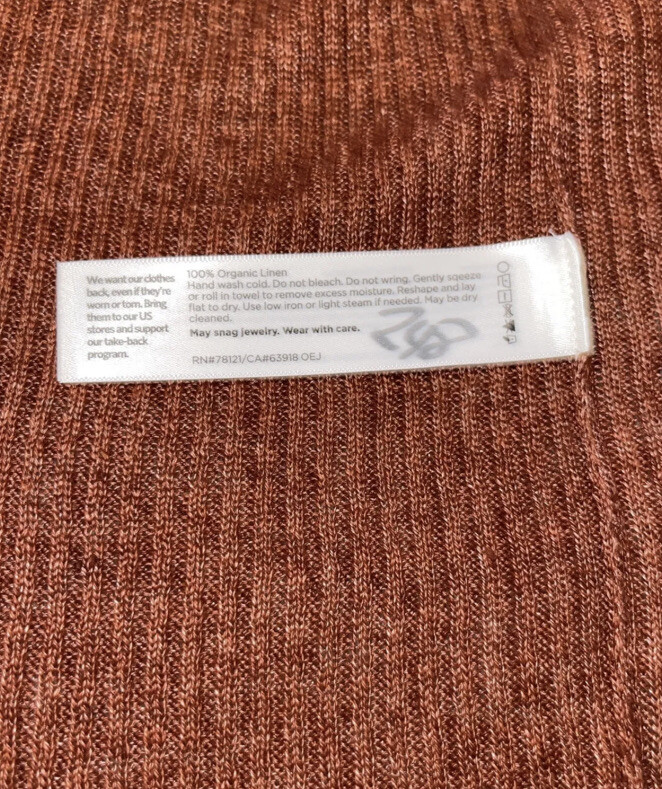 We want our clothes
back, even if they're
worn or torn. Bring
them to our US
stores and support
our take-back
program.
100% Organic Linen
Hand wash cold. Do not bleach. Do not wring. Gently squeeze
or roll in towel to remove excess moisture. Reshape and lay
flat to dry. Use low iron or light steam if needed. May be dry
cleaned.
May snag jewelry. Wear with care.
RN#78121/CA#63918 OEJ